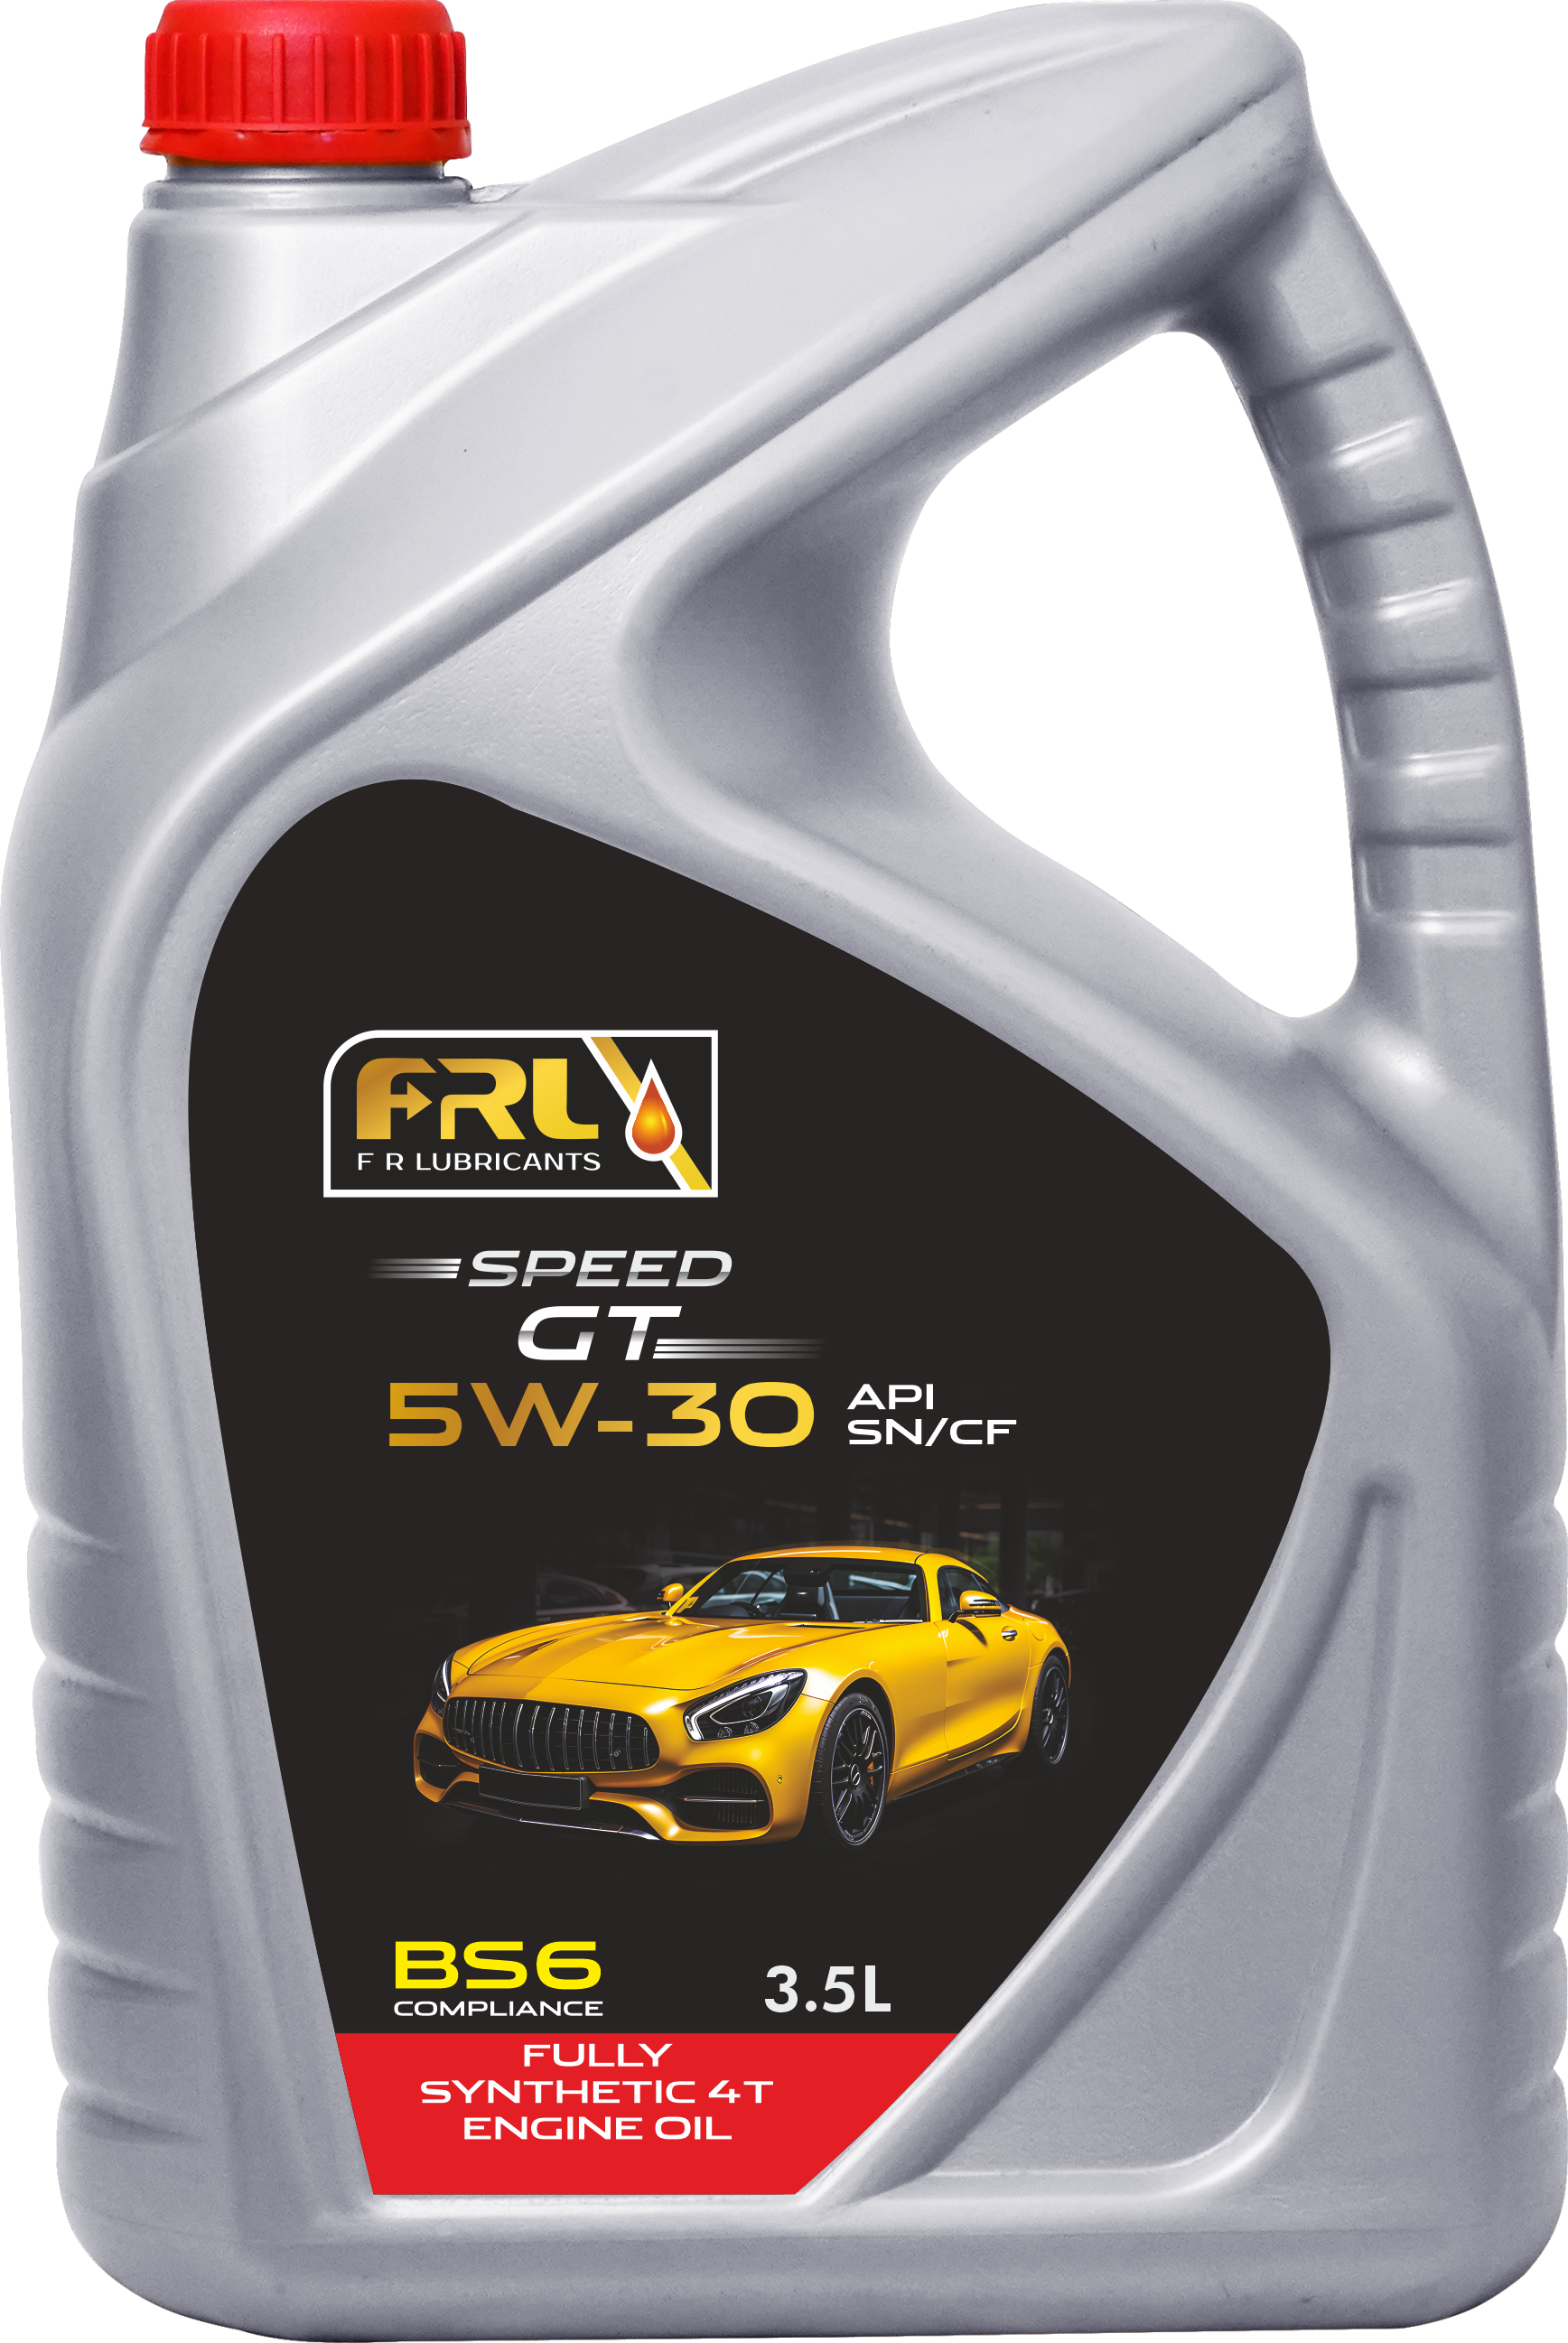 FRL
F R LUBRICANTS
SPEED
GT
5W-30
API
SN/CF
BS6
COMPLIANCE
3.5L
FULLY
SYNTHETIC 4T
ENGINE OIL